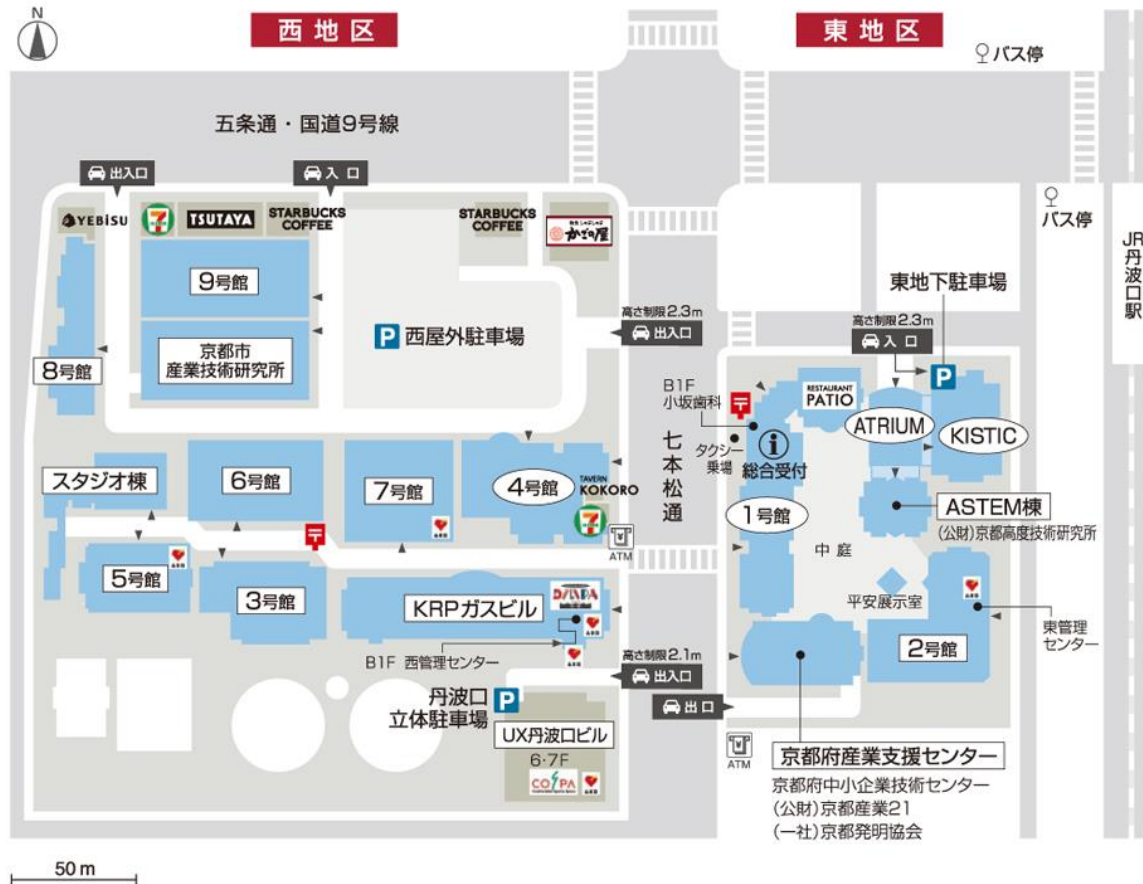 N
西地区
東地区
バス停
五条通・国道9号線
出入口
入口
YEBISU
TSUTAYA
STARBUCKS
COFFEE
STARBUCKS
COFFEE
かごの屋
バス停
JR丹波口駅
9号館
東地下駐車場
高さ制限2.3m
出入口
高さ制限2.3m
入口
P 西屋外駐車場
P
京都市
産業技術研究所
8号館
B1F
小坂歯科
RESTAURANT
PATIO
ATRIUM
KISTIC
タクシー
乗場
総合受付
七本松通
スタジオ棟
6号館
7号館
4号館
TAVERN
KOKORO
ATM
1号館
ASTEM棟
(公財)京都高度技術研究所
中庭
5号館
3号館
KRPガスビル
平安展示室
2号館
東管理
センター
B1F 西管理センター
高さ制限2.1m
出入口
出口
丹波口
立体駐車場
P
UX丹波口ビル
6・7F
ATM
京都府産業支援センター
京都府中小企業技術センター
(公財)京都産業21
(一社)京都発明協会
50m